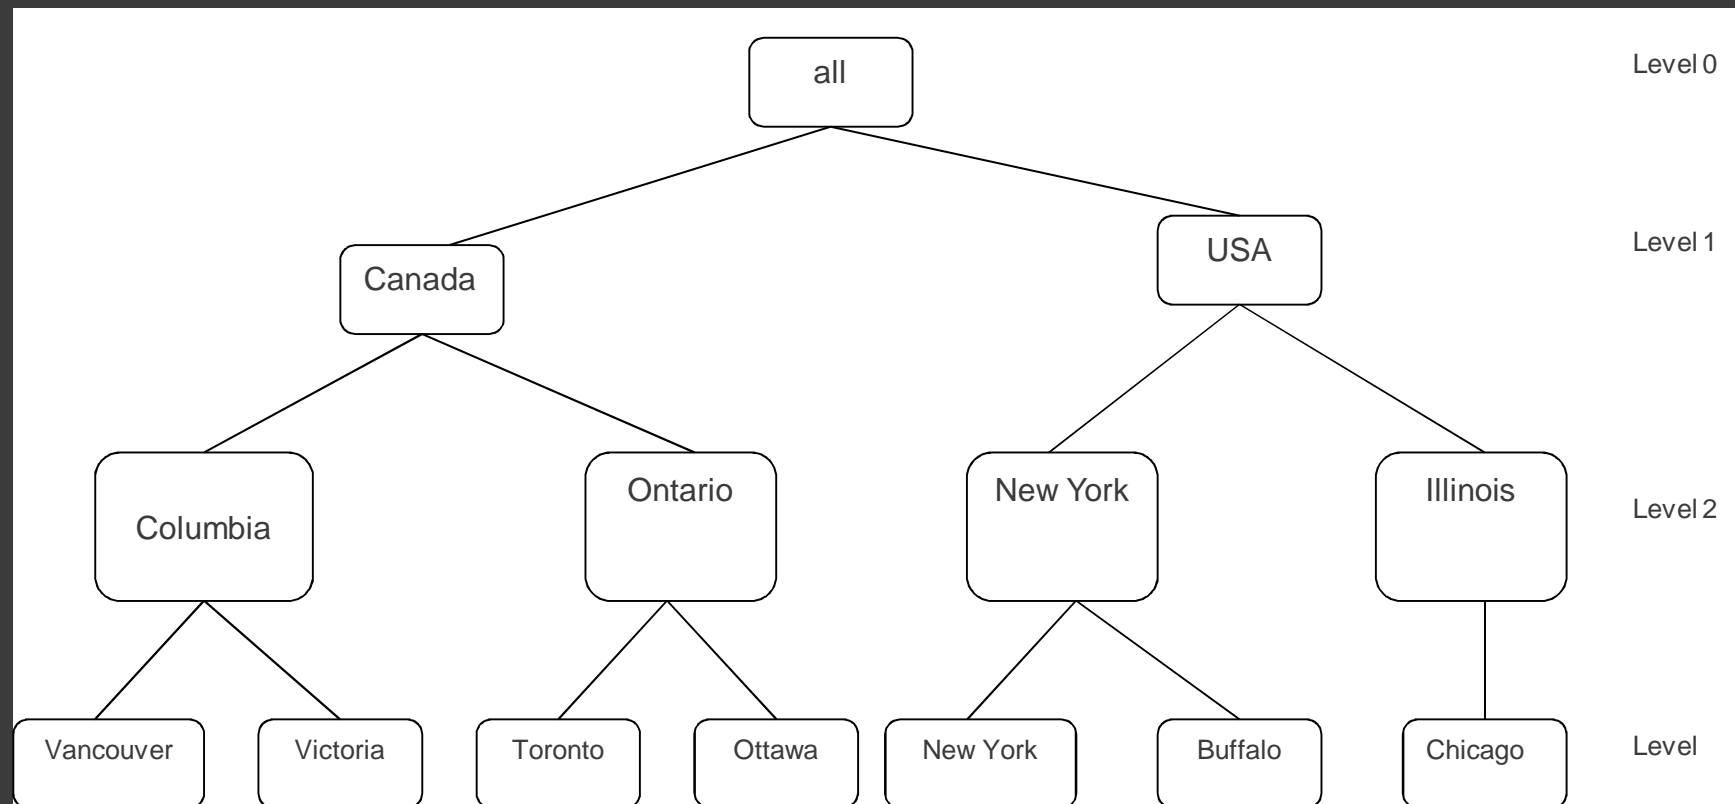 all
Level 0
Canada
USA
Level 1
Columbia
Ontario
New York
Illinois
Level 2
Vancouver
Victoria
Toronto
Ottawa
New York
Buffalo
Chicago
Level